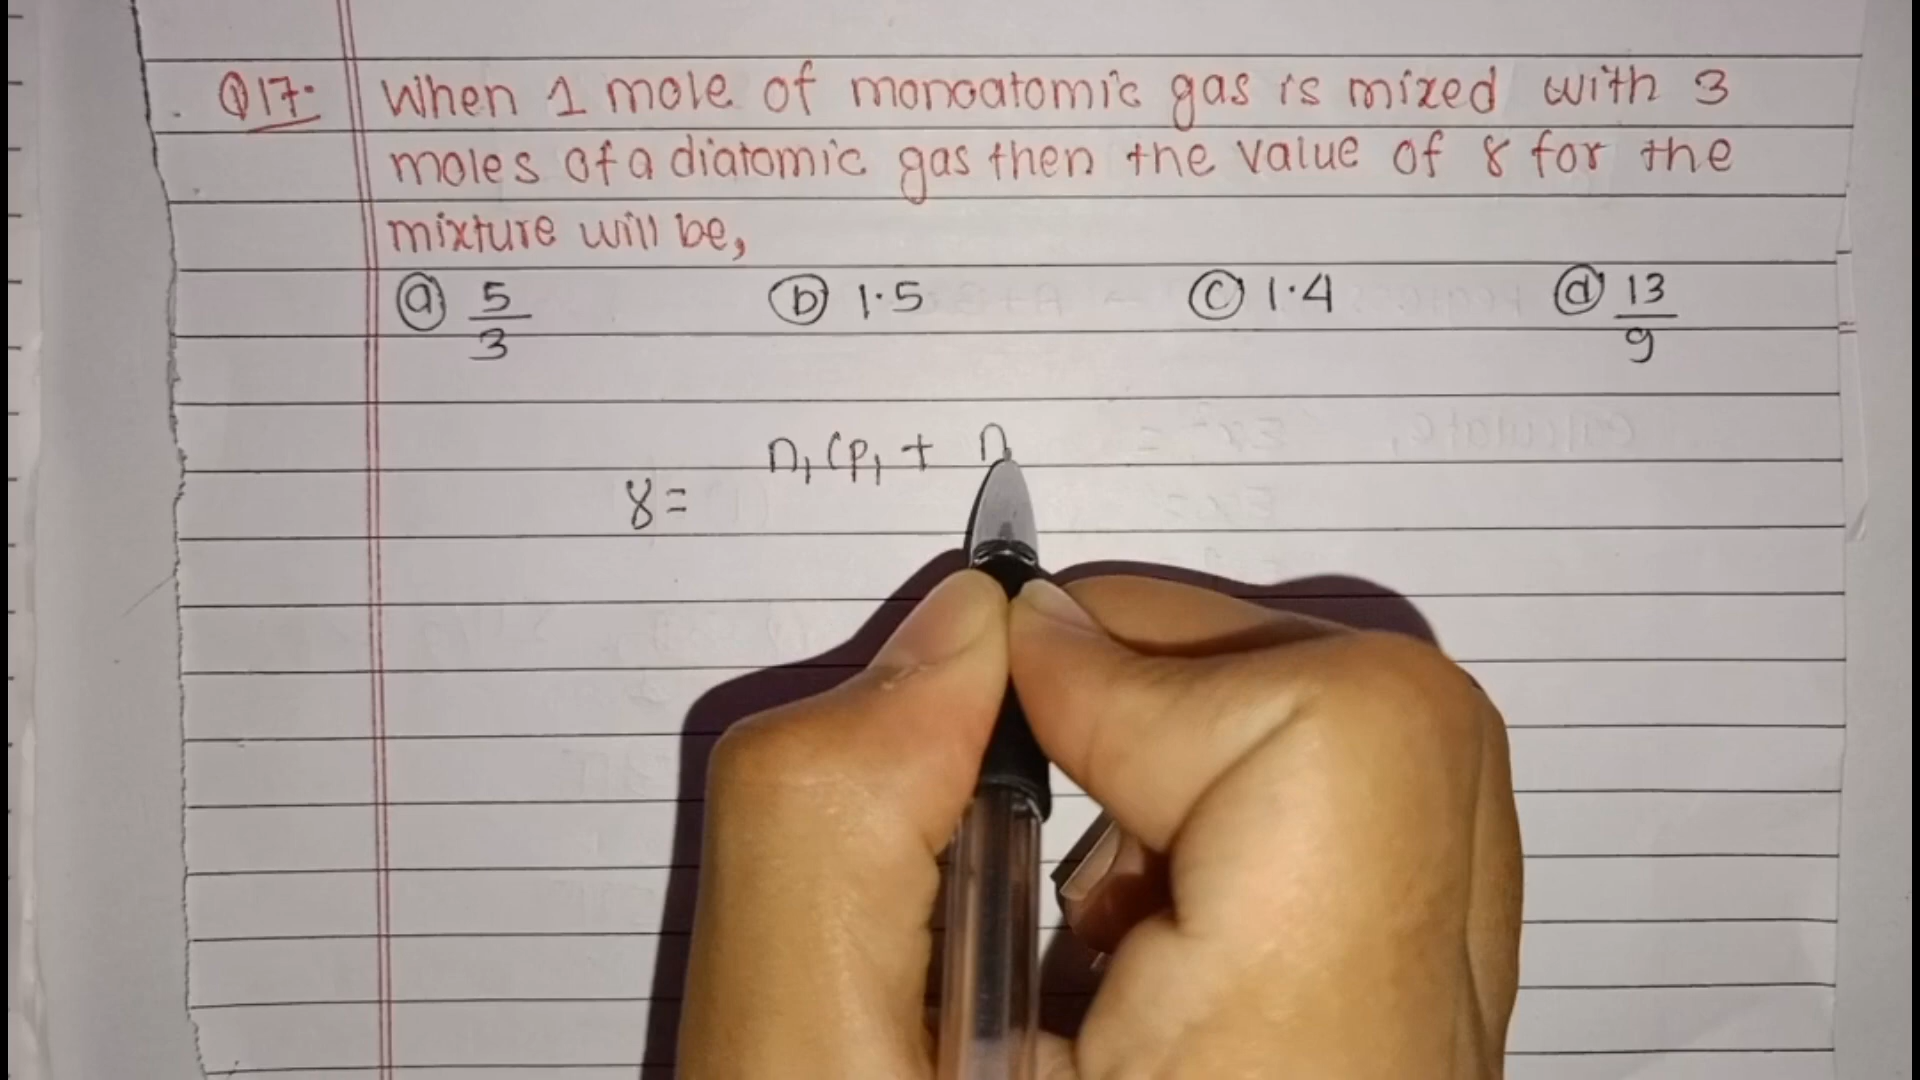 Q17. When 1 mole of monoatomic gas is mixed with 3
moles of a diatomic gas then the value of γ for the
mixture will be,
(a) 5/3 (b) 1.5 (c) 1.4 (d) 13/9
γ = n₁Cp₁ + n